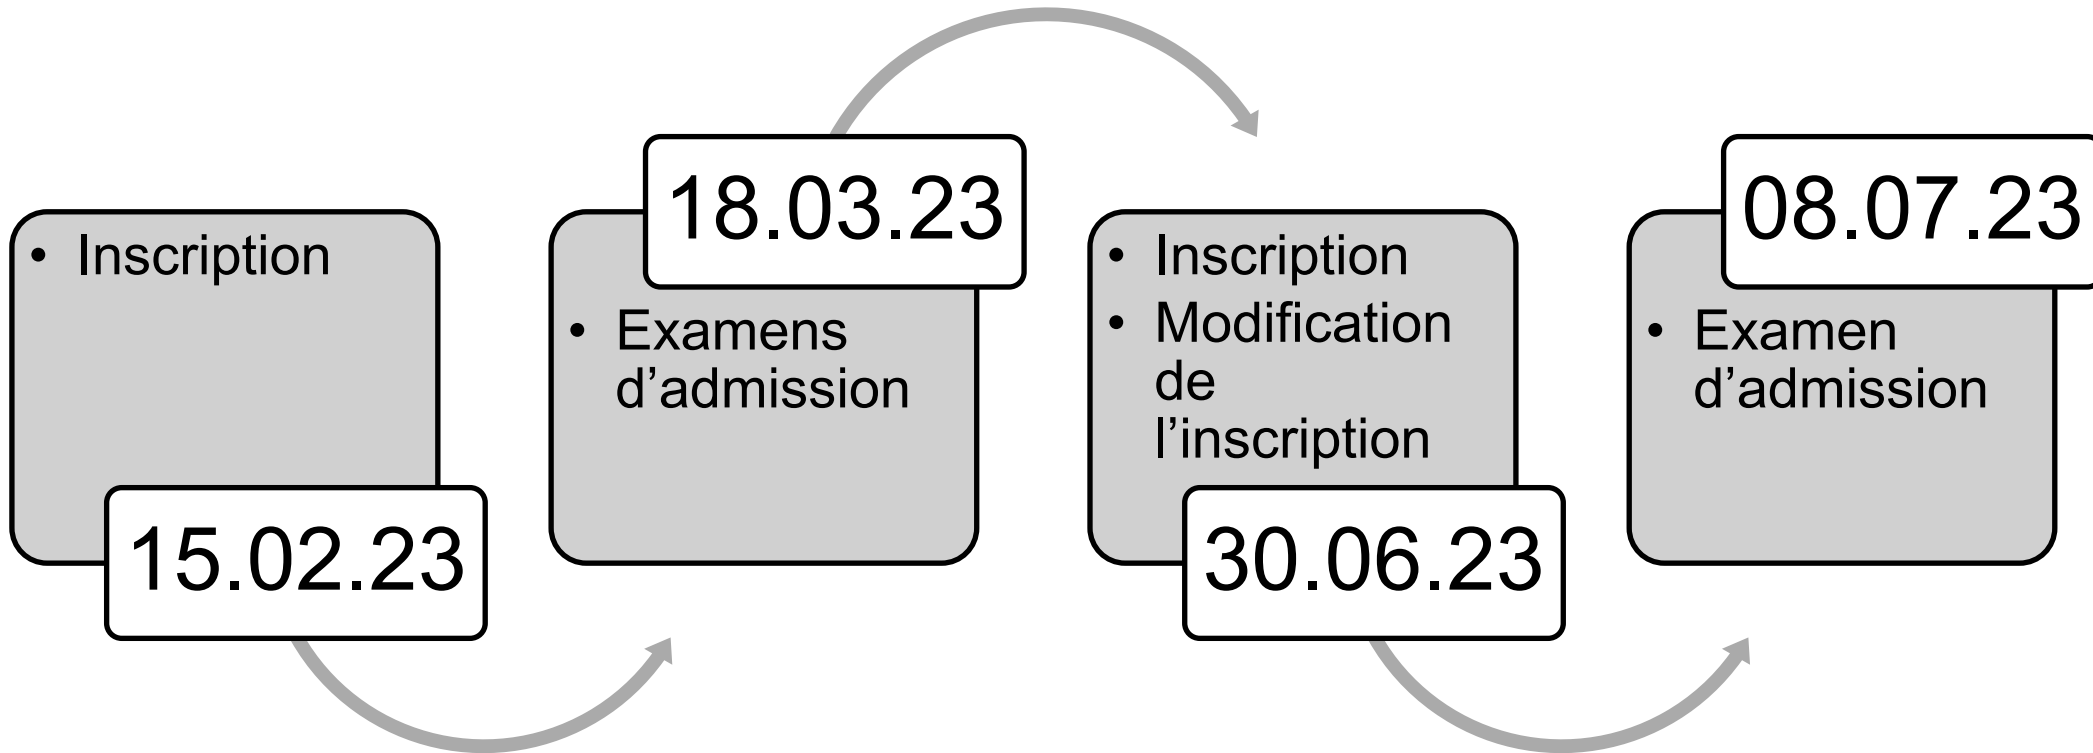 • Inscription
15.02.23
18.03.23
• Examens
d’admission
• Inscription
• Modification
de
l’inscription
30.06.23
08.07.23
• Examen
d’admission